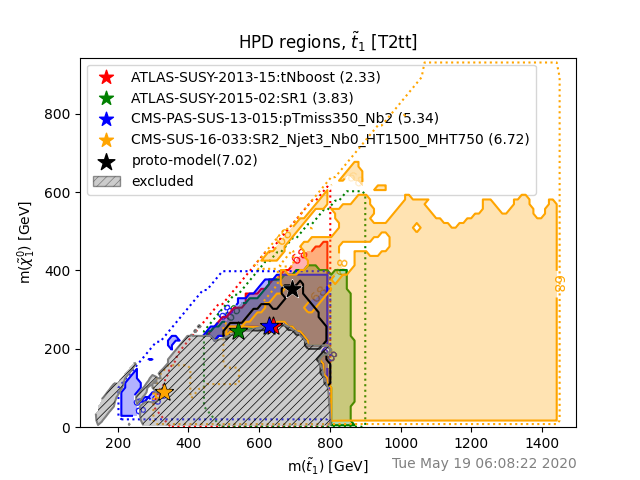 HPD regions, t̃₁ [T2tt]
ATLAS-SUSY-2013-15:tNboost (2.33)
ATLAS-SUSY-2015-02:SR1 (3.83)
CMS-PAS-SUS-13-015:pTmiss350_Nb2 (5.34)
CMS-SUS-16-033:SR2_Njet3_Nb0_HT1500_MHT750 (6.72)
proto-model(7.02)
excluded
m(χ̃₁⁰) [GeV]
800
600
400
200
0
68
68
68
200
400
600
800
1000
1200
1400
m(t̃₁) [GeV]
Tue May 19 06:08:22 2020